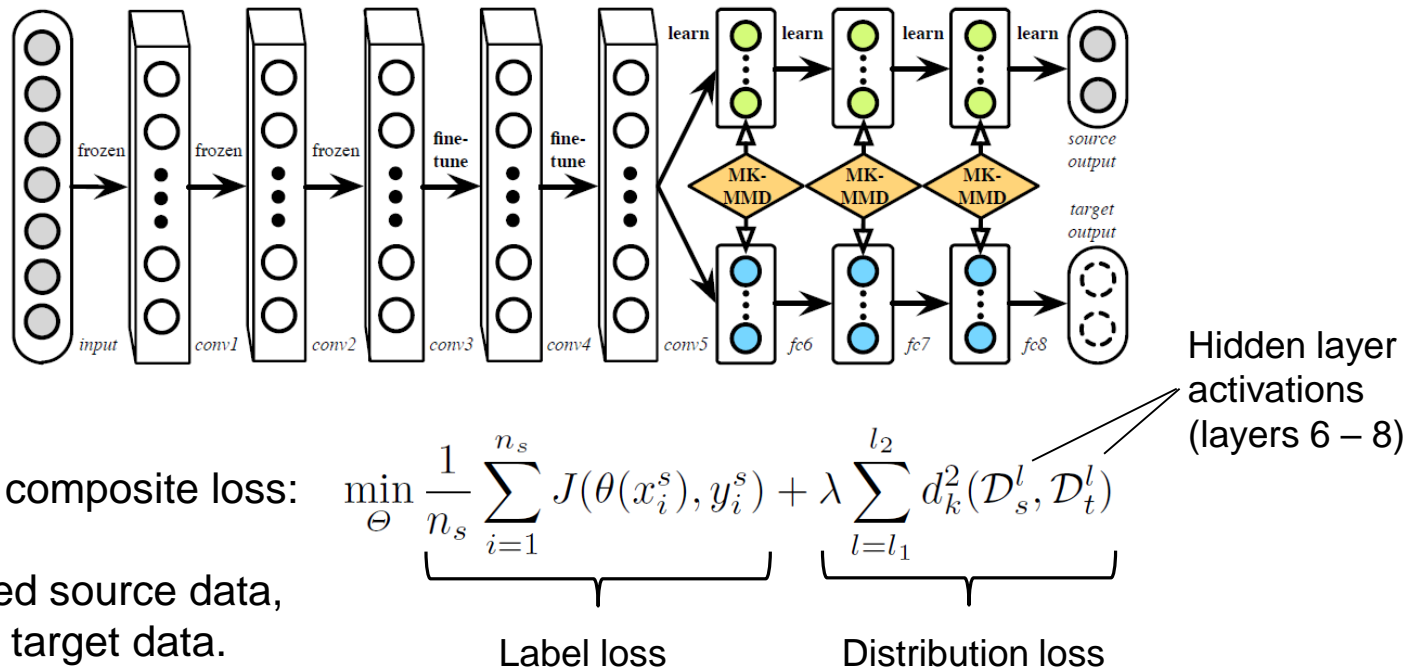 learn learn learn learn
frozen frozen frozen fine-
tune fine-
tune
MK-
MMD MK-
MMD MK-
MMD
source
output
target
output
input conv1 conv2 conv3 conv4 conv5 fc6 fc7 fc8
Hidden layer
activations
(layers 6 – 8)
composite loss: \min_{\Theta} \frac{1}{n_s} \sum_{i=1}^{n_s} J(\theta(x_i^s), y_i^s) + \lambda \sum_{l=l_1}^{l_2} d_k^2(\mathcal{D}_s^l, \mathcal{D}_t^l)
ed source data,
target data.
Label loss Distribution loss